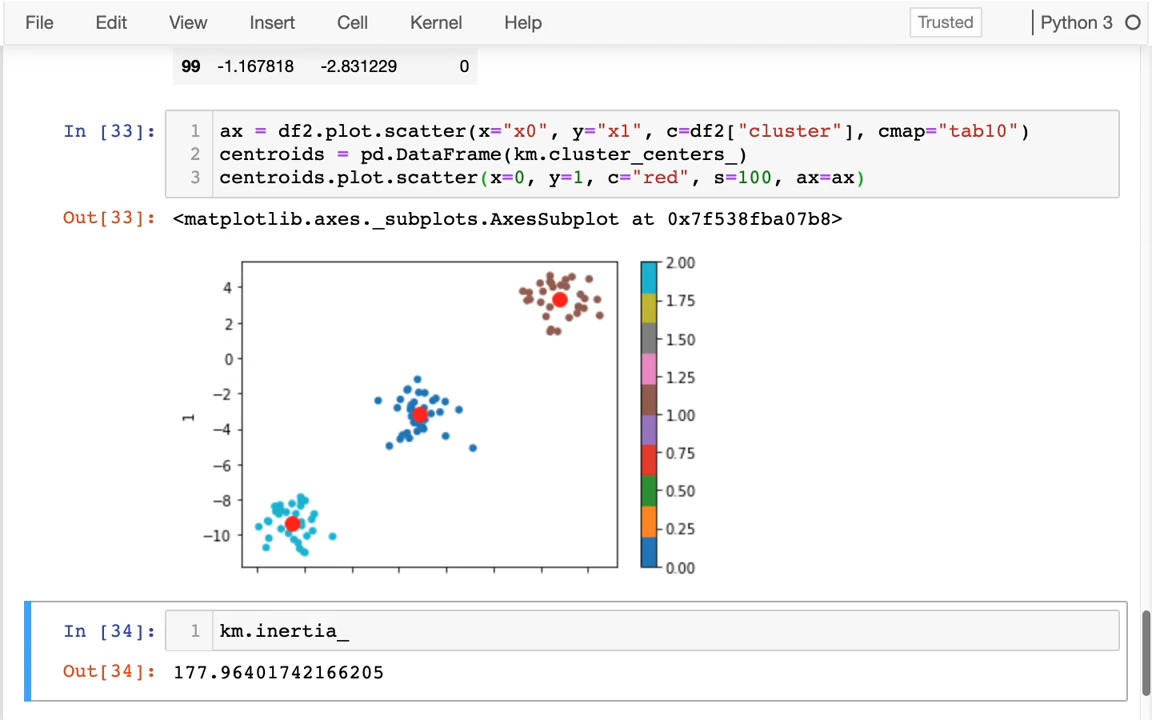 File Edit View Insert Cell Kernel Help Trusted Python 3
99 -1.167818 -2.831229 0
In [33]:
1 ax = df2.plot.scatter(x="x0", y="x1", c=df2["cluster"], cmap="tab10")
2 centroids = pd.DataFrame(km.cluster_centers_)
3 centroids.plot.scatter(x=0, y=1, c="red", s=100, ax=ax)
Out[33]: <matplotlib.axes._subplots.AxesSubplot at 0x7f538fba07b8>
4
2
0
−2
−4
−6
−8
−10
1
2.00
1.75
1.50
1.25
1.00
0.75
0.50
0.25
0.00
In [34]: 1 km.inertia_
Out[34]: 177.96401742166205